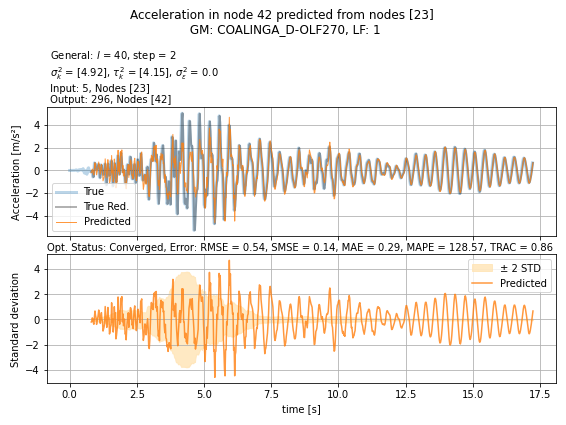 Acceleration in node 42 predicted from nodes [23]
GM: COALINGA_D-OLF270, LF: 1
General: l = 40, step = 2
σ²ₖ = [4.92], τ²ₖ = [4.15], σ²ε = 0.0
Input: 5, Nodes [23]
Output: 296, Nodes [42]
Acceleration [m/s²]
4
2
0
−2
−4
True
True Red.
Predicted
Opt. Status: Converged, Error: RMSE = 0.54, SMSE = 0.14, MAE = 0.29, MAPE = 128.57, TRAC = 0.86
Standard deviation
4
2
0
−2
−4
± 2 STD
Predicted
0.0 2.5 5.0 7.5 10.0 12.5 15.0 17.5
time [s]